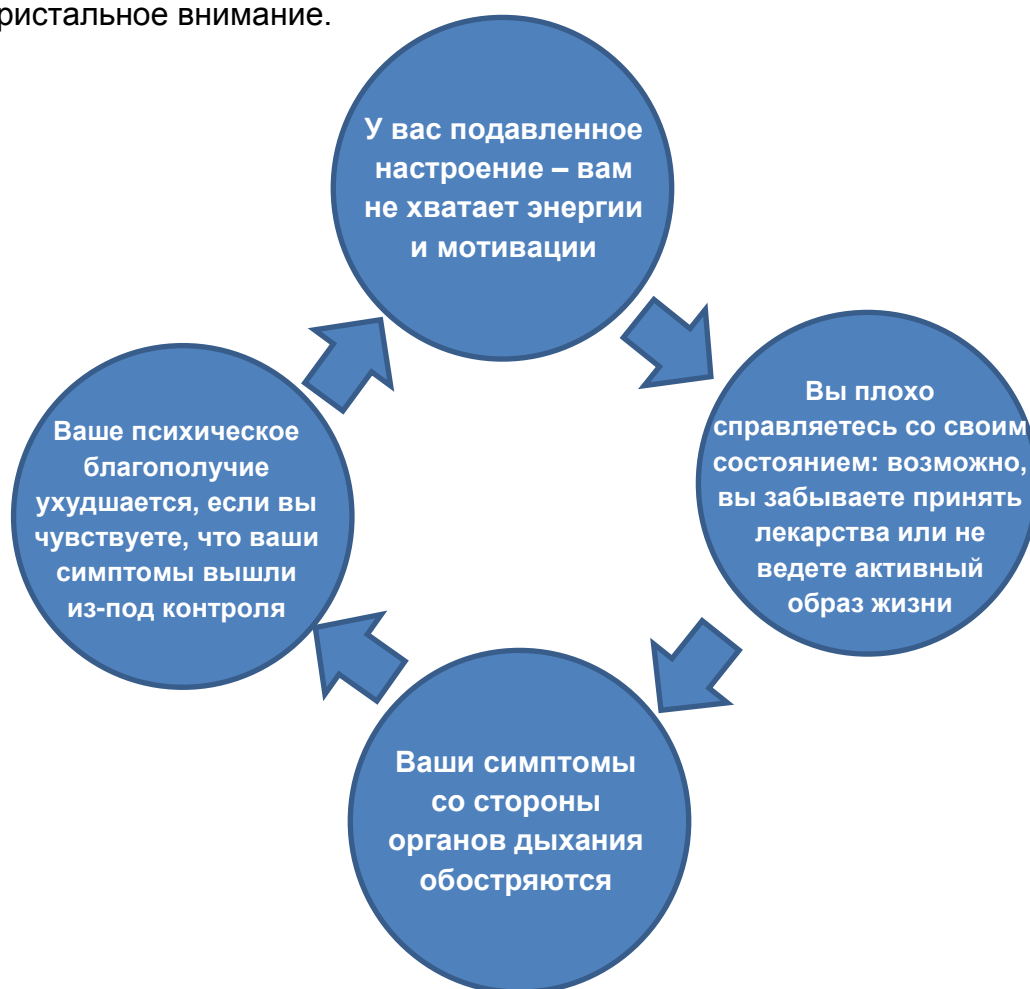 ристальное внимание.
У вас подавленное
настроение – вам
не хватает энергии
и мотивации
Вы плохо
справляетесь со своим
состоянием: возможно,
вы забываете принять
лекарства или не
ведете активный
образ жизни
Ваши симптомы
со стороны
органов дыхания
обостряются
Ваше психическое
благополучие
ухудшается, если вы
чувствуете, что ваши
симптомы вышли
из-под контроля